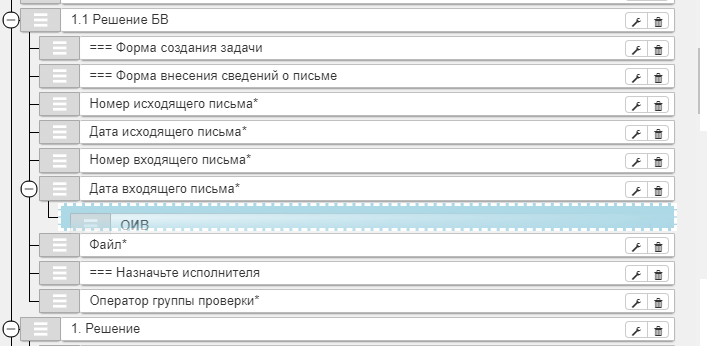 1.1 Решение БВ
=== Форма создания задачи
=== Форма внесения сведений о письме
Номер исходящего письма*
Дата исходящего письма*
Номер входящего письма*
Дата входящего письма*
ОИВ
Файл*
=== Назначьте исполнителя
Оператор группы проверки*
1. Решение